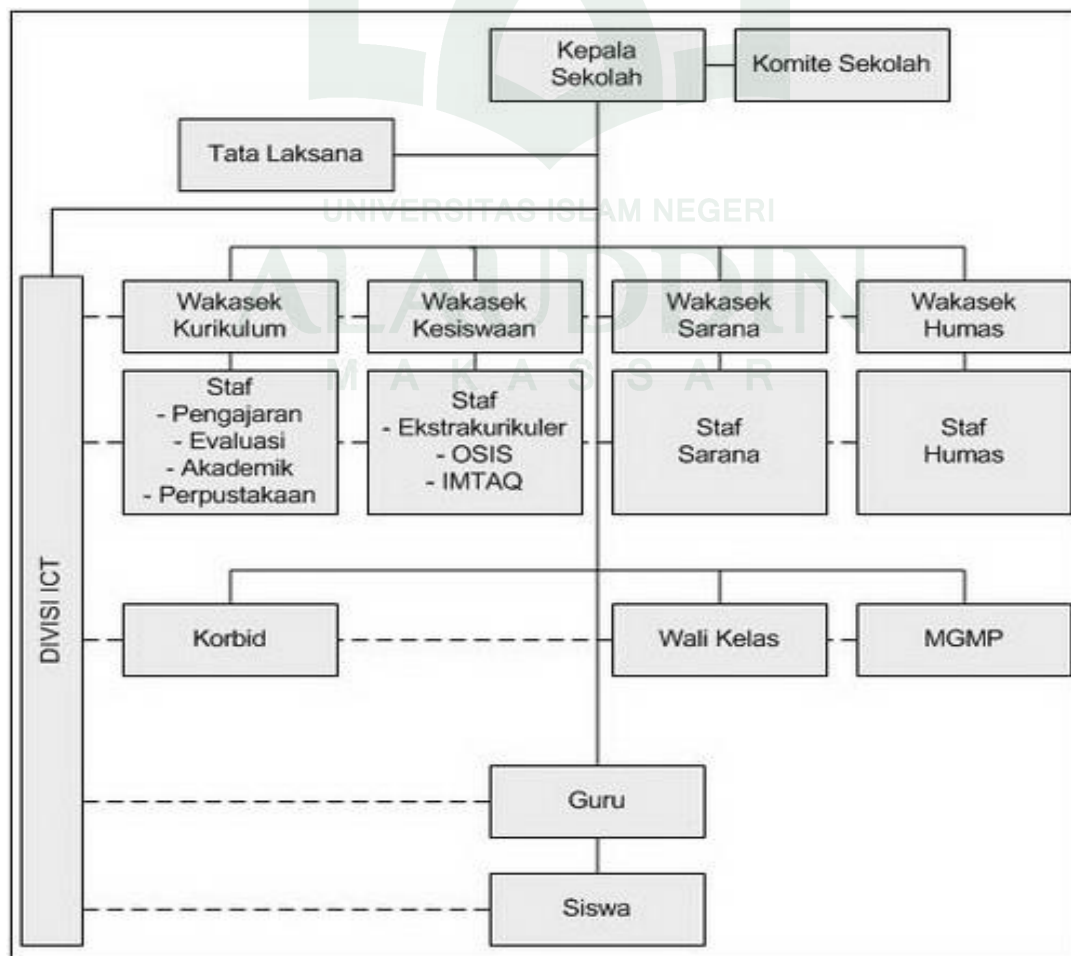 Kepala
Sekolah
Komite Sekolah
Tata Laksana
UNIVERSITAS ISLAM NEGERI
ALAUDDIN
MAKASSAR
DIVISI ICT
Wakasek
Kurikulum
Wakasek
Kesiswaan
Wakasek
Sarana
Wakasek
Humas
Staf
- Pengajaran
- Evaluasi
- Akademik
- Perpustakaan
Staf
- Ekstrakurikuler
- OSIS
- IMTAQ
Staf
Sarana
Staf
Humas
Korbid
Wali Kelas
MGMP
Guru
Siswa